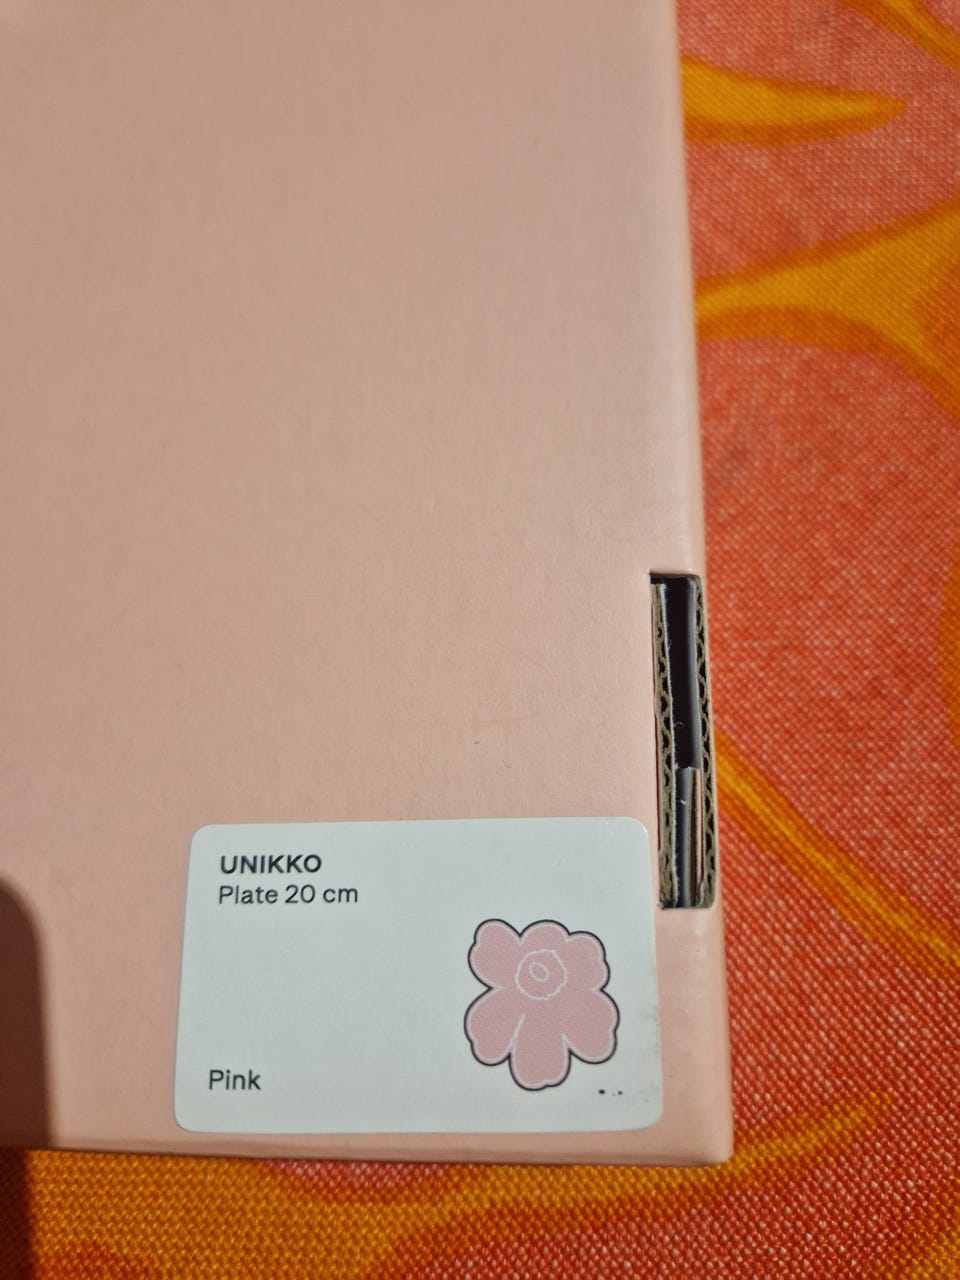 UNIKKO
Plate 20 cm
Pink